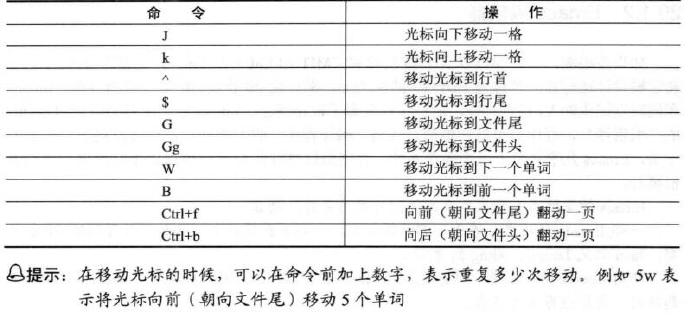 命 令 操 作
J 光标向下移动一格
k 光标向上移动一格
^ 移动光标到行首
$ 移动光标到行尾
G 移动光标到文件尾
Gg 移动光标到文件头
W 移动光标到下一个单词
B 移动光标到前一个单词
Ctrl+f 向前（朝向文件尾）翻动一页
Ctrl+b 向后（朝向文件头）翻动一页
提示：在移动光标的时候，可以在命令前加上数字，表示重复多少次移动。例如 5w 表
示将光标向前（朝向文件尾）移动 5 个单词